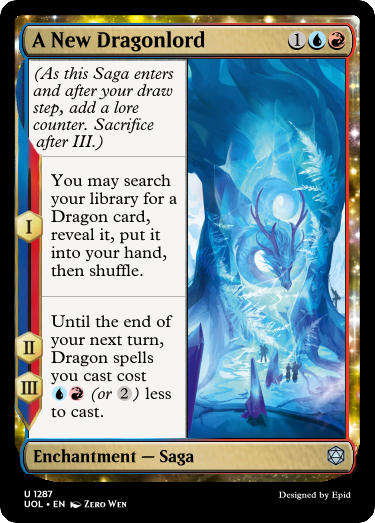 A New Dragonlord 1
(As this Saga enters
and after your draw
step, add a lore
counter. Sacrifice
after III.)
I
You may search
your library for a
Dragon card,
reveal it, put it
into your hand,
then shuffle.
II
III
Until the end of
your next turn,
Dragon spells
you cast cost
(or 2) less
to cast.
Enchantment — Saga
U 1287
UOL • EN Zero Wen
Designed by Epid